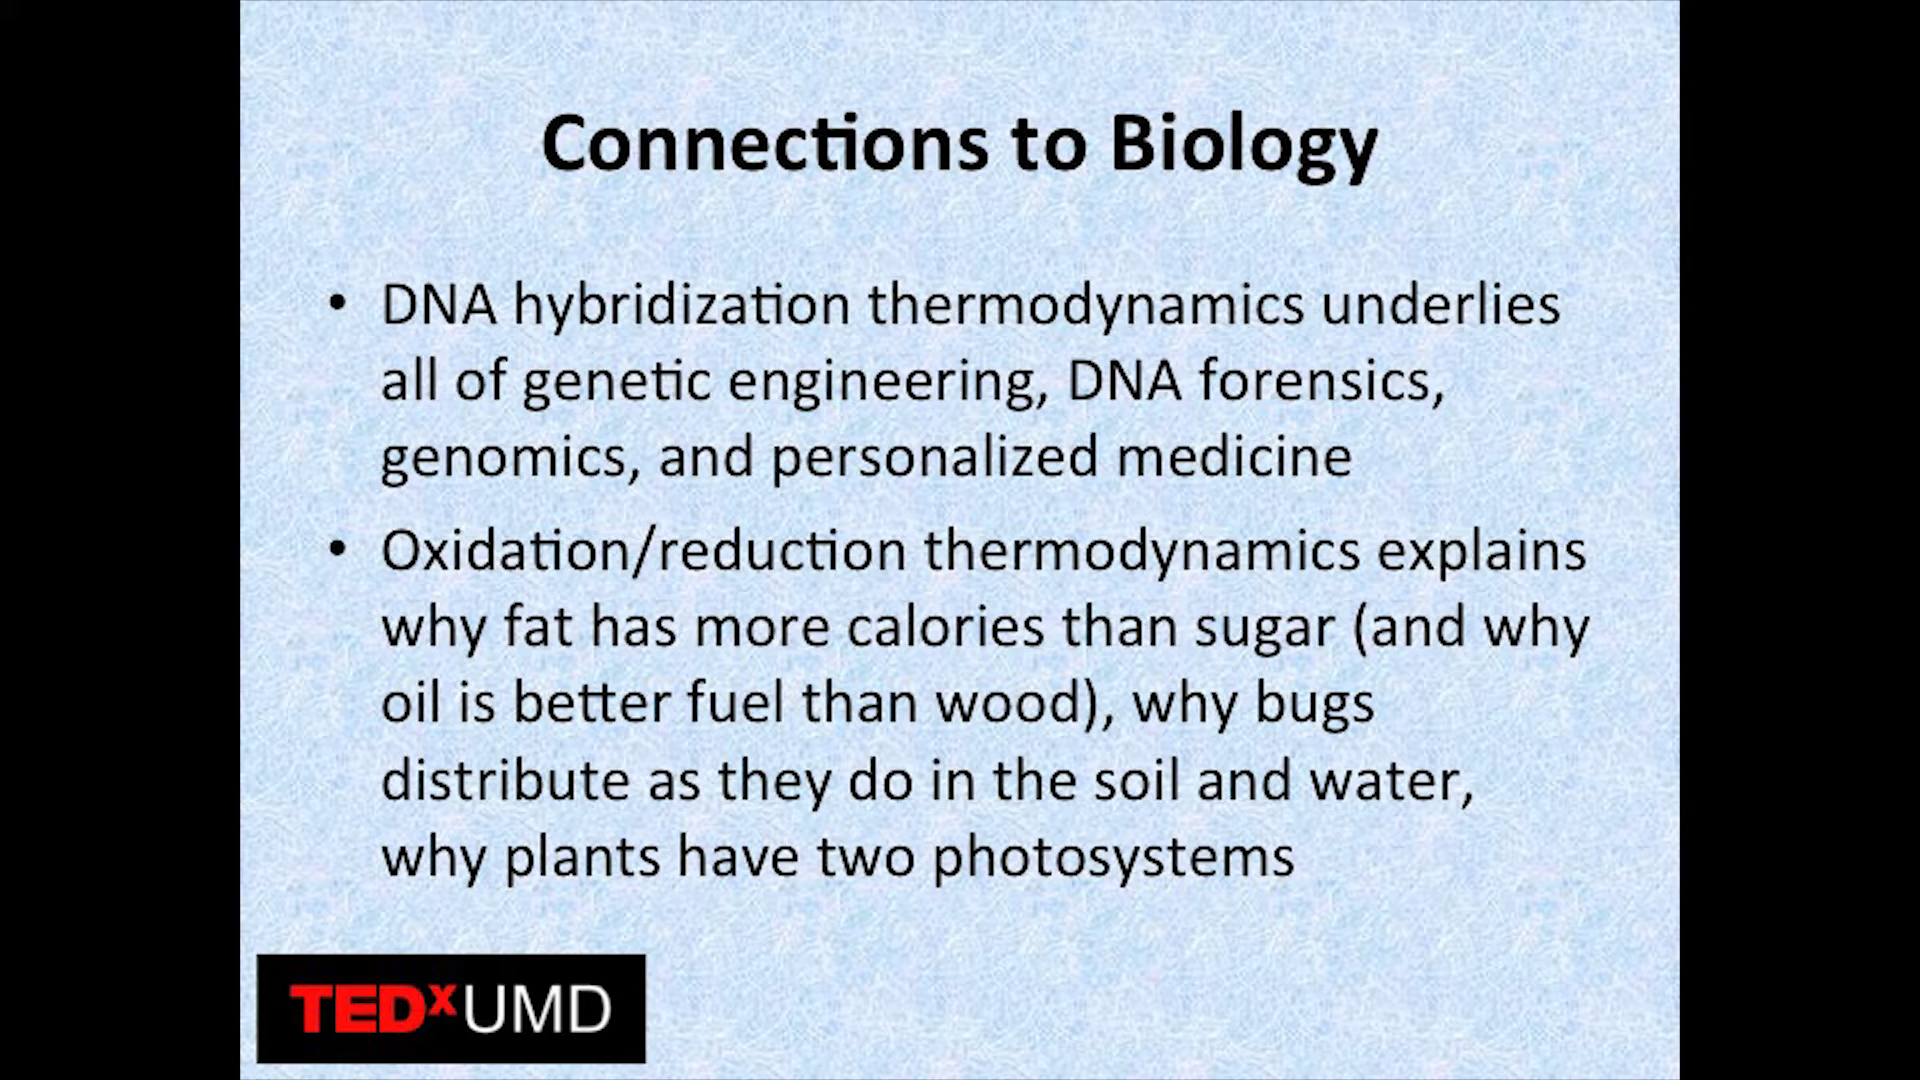 Connections to Biology
• DNA hybridization thermodynamics underlies
all of genetic engineering, DNA forensics,
genomics, and personalized medicine
• Oxidation/reduction thermodynamics explains
why fat has more calories than sugar (and why
oil is better fuel than wood), why bugs
distribute as they do in the soil and water,
why plants have two photosystems
TEDxUMD